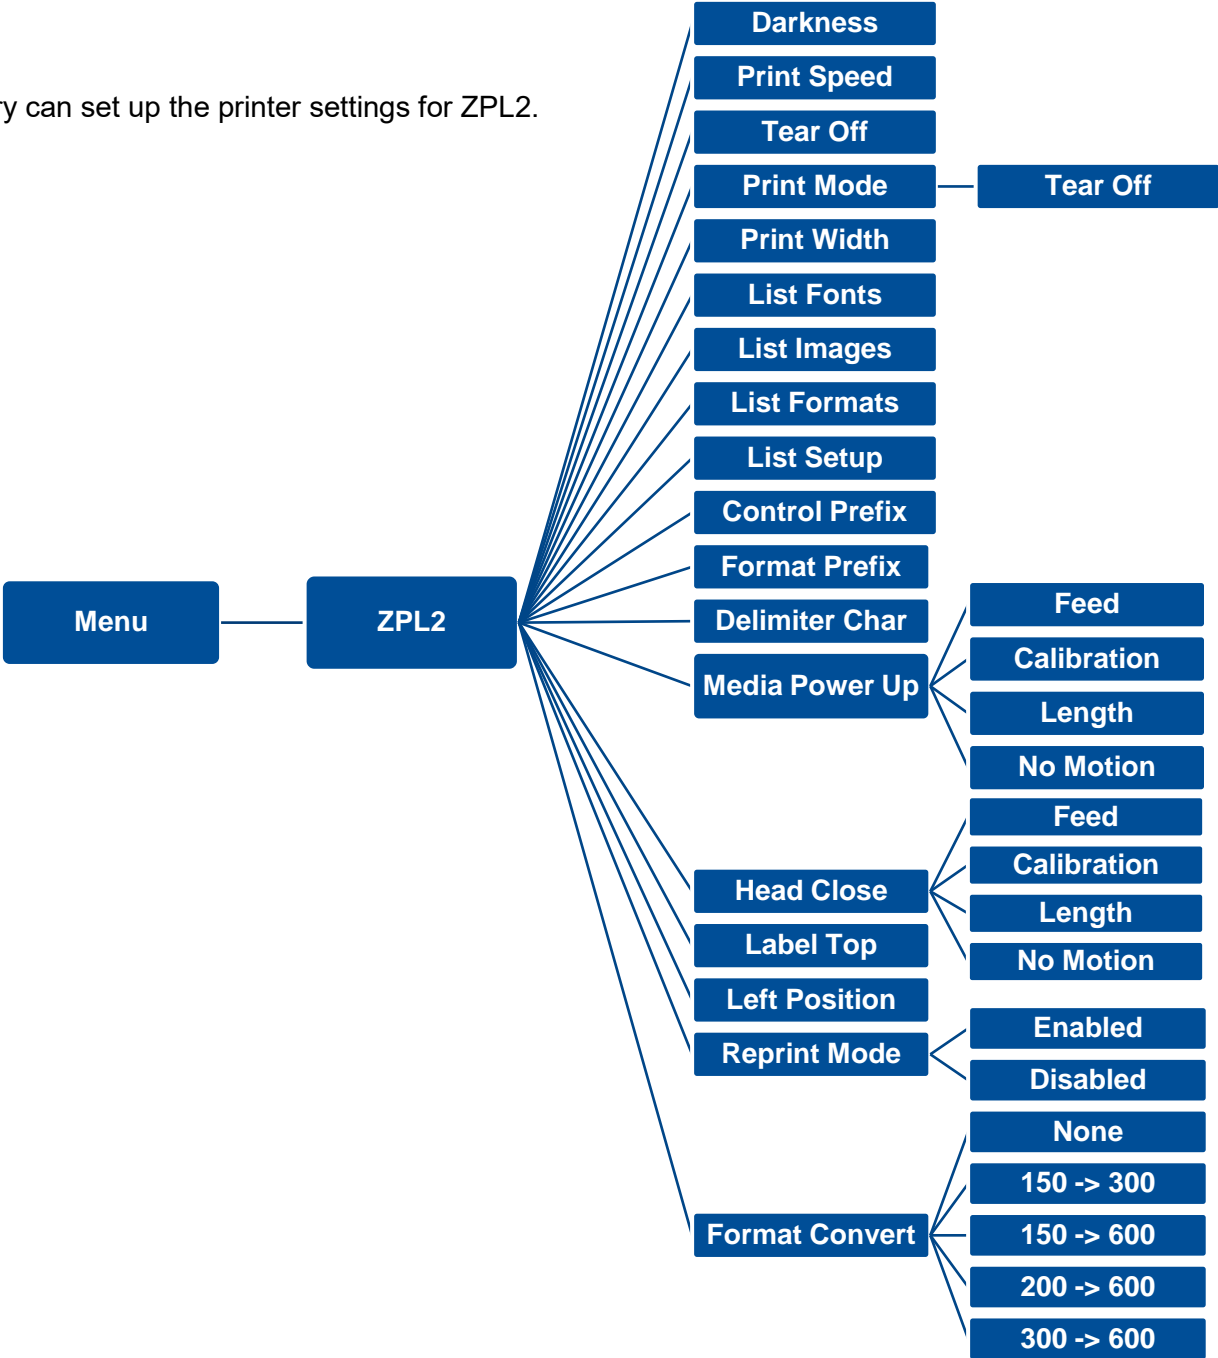 ry can set up the printer settings for ZPL2.
Menu
ZPL2
Darkness
Print Speed
Tear Off
Print Mode
Tear Off
Print Width
List Fonts
List Images
List Formats
List Setup
Control Prefix
Format Prefix
Delimiter Char
Media Power Up
Feed
Calibration
Length
No Motion
Head Close
Feed
Calibration
Length
No Motion
Label Top
Left Position
Reprint Mode
Enabled
Disabled
Format Convert
None
150 -> 300
150 -> 600
200 -> 600
300 -> 600